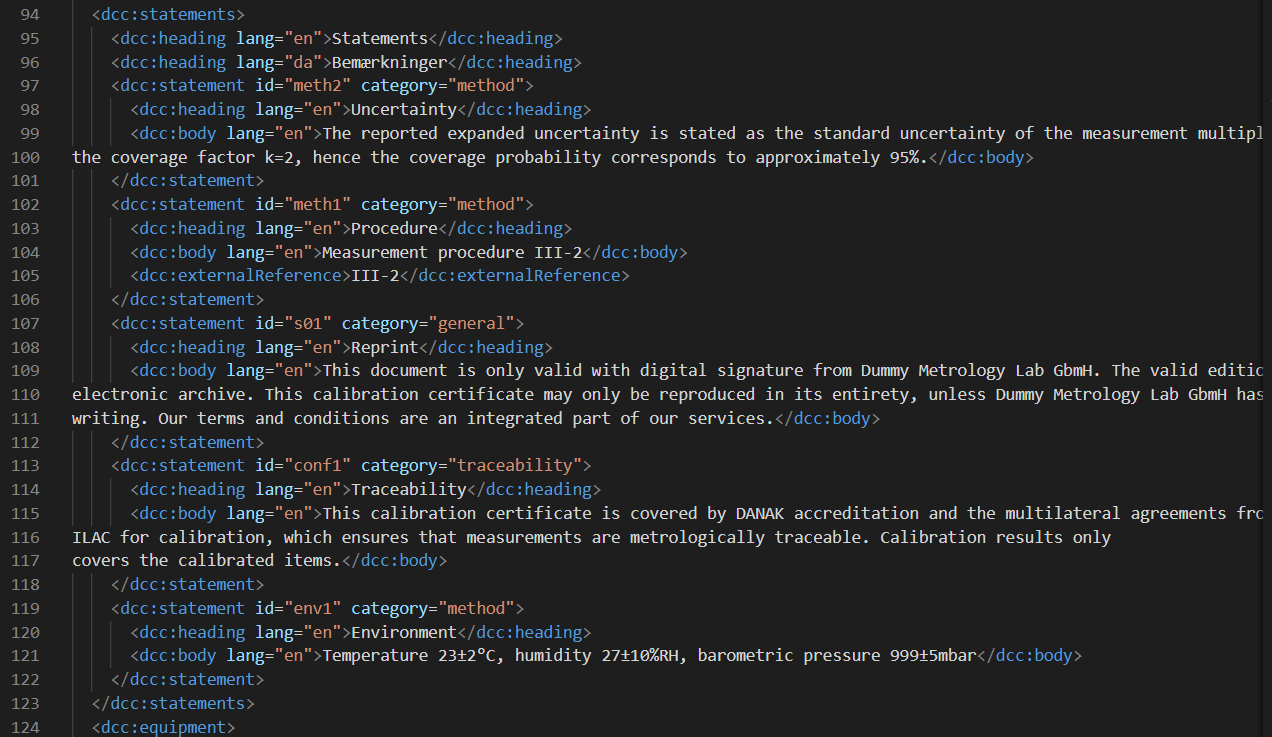 94 <dcc:statements>
95 <dcc:heading lang="en">Statements</dcc:heading>
96 <dcc:heading lang="da">Bemærkninger</dcc:heading>
97 <dcc:statement id="meth2" category="method">
98 <dcc:heading lang="en">Uncertainty</dcc:heading>
99 <dcc:body lang="en">The reported expanded uncertainty is stated as the standard uncertainty of the measurement multipl
100 the coverage factor k=2, hence the coverage probability corresponds to approximately 95%.</dcc:body>
101 </dcc:statement>
102 <dcc:statement id="meth1" category="method">
103 <dcc:heading lang="en">Procedure</dcc:heading>
104 <dcc:body lang="en">Measurement procedure III-2</dcc:body>
105 <dcc:externalReference>III-2</dcc:externalReference>
106 </dcc:statement>
107 <dcc:statement id="s01" category="general">
108 <dcc:heading lang="en">Reprint</dcc:heading>
109 <dcc:body lang="en">This document is only valid with digital signature from Dummy Metrology Lab GbmH. The valid editio
110 electronic archive. This calibration certificate may only be reproduced in its entirety, unless Dummy Metrology Lab GbmH has
111 writing. Our terms and conditions are an integrated part of our services.</dcc:body>
112 </dcc:statement>
113 <dcc:statement id="conf1" category="traceability">
114 <dcc:heading lang="en">Traceability</dcc:heading>
115 <dcc:body lang="en">This calibration certificate is covered by DANAK accreditation and the multilateral agreements fro
116 ILAC for calibration, which ensures that measurements are metrologically traceable. Calibration results only
117 covers the calibrated items.</dcc:body>
118 </dcc:statement>
119 <dcc:statement id="env1" category="method">
120 <dcc:heading lang="en">Environment</dcc:heading>
121 <dcc:body lang="en">Temperature 23±2ºC, humidity 27±10%RH, barometric pressure 999±5mbar</dcc:body>
122 </dcc:statement>
123 </dcc:statements>
124 <dcc:equipment>